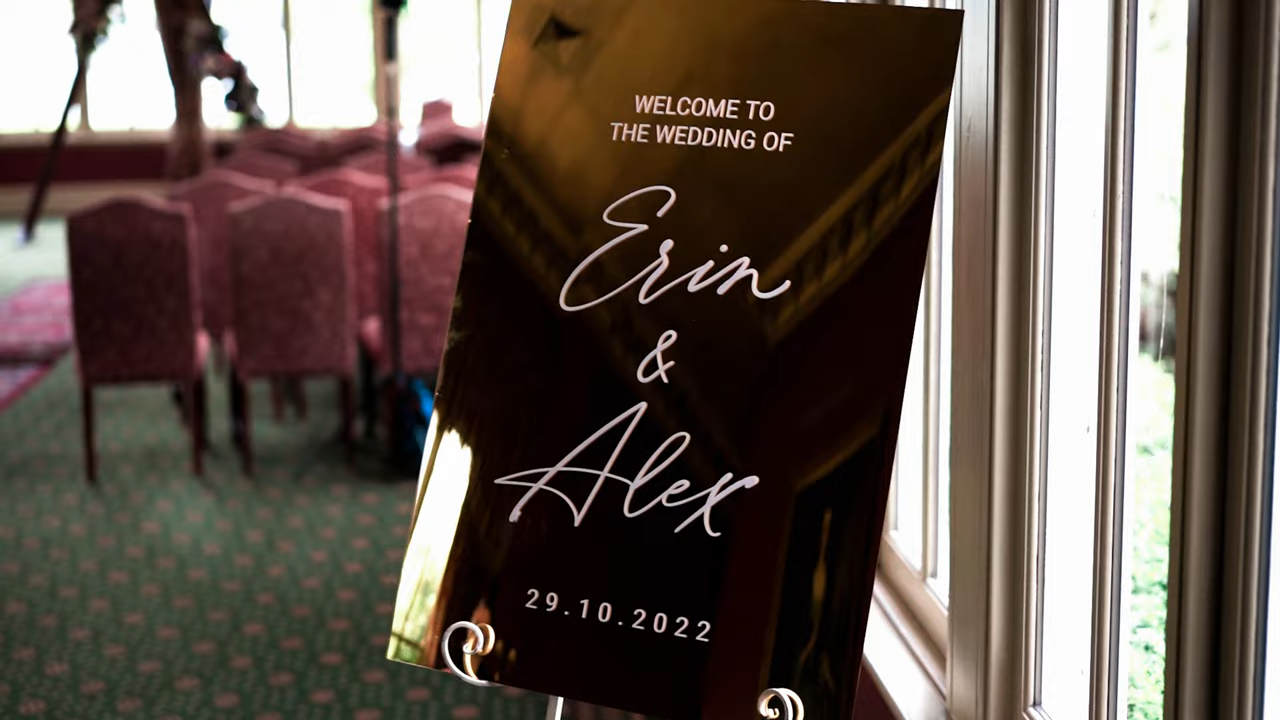 WELCOME TO
THE WEDDING OF
Erin
&
Alex
29.10.2022